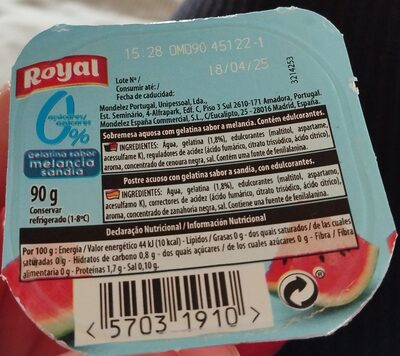 15:28 OM090 45122-1
18/04/25
3214253
Royal
Lote Nº /
Consumir até: /
Fecha de caducidad:
Mondelez Portugal, Unipessoal, Lda.,
Est. Seminário, 4-Alfrapark, Edf. C, Piso 3 Sul 2610-171 Amadora, Portugal.
Mondelez España Commercial, S.L., C/Eucalipto, 25 - 28016 Madrid, España.
0%
açúcares/
azúcares
gelatina sabor
melancia
sandía
90 g
Conservar
refrigerado (1-8ºC)
Sobremesa aquosa com gelatina sabor a melancia. Contém edulcorantes.
INGREDIENTES: Água, gelatina (1,8%), edulcorantes (maltitol, aspartamo,
acessulfame K), reguladores de acidez (ácido fumárico, citrato trissódico, ácido cítrico),
aroma, concentrado de cenoura negra, sal. Contém uma fonte de fenilalanina.
Postre acuoso con gelatina sabor a sandía, con edulcorantes.
INGREDIENTES: Agua, gelatina (1,8%), edulcorantes (maltitol, aspartamo,
acesulfamo K), correctores de acidez (ácido fumárico, citrato trisódico, ácido cítrico),
aroma, concentrado de zanahoria negra, sal. Contiene una fuente de fenilalanina.
Declaração Nutricional / Información Nutricional
Por 100 g: Energia / Valor energético 44 kJ (10 kcal) - Lípidos / Grasas 0 g - dos quais saturados / de las cuales
saturadas 0 g - Hidratos de carbono 0,8 g - dos quais açúcares / de los cuales azúcares 0 g - Fibra / Fibra
alimentaria 0 g - Proteínas 1,7 g - Sal 0,10 g.
5703 1910